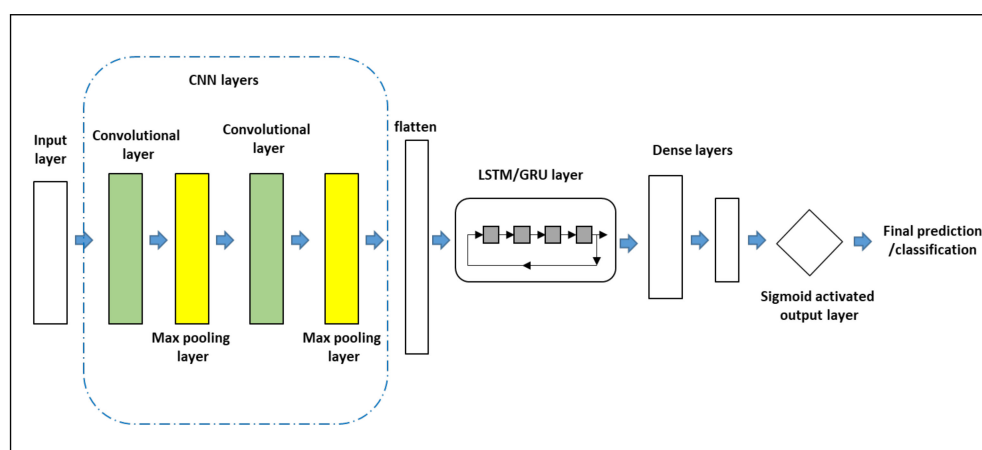 CNN layers
Input
layer
Convolutional
layer
Max pooling
layer
Convolutional
layer
Max pooling
layer
flatten
LSTM/GRU layer
Dense layers
Sigmoid activated
output layer
Final prediction
/classification